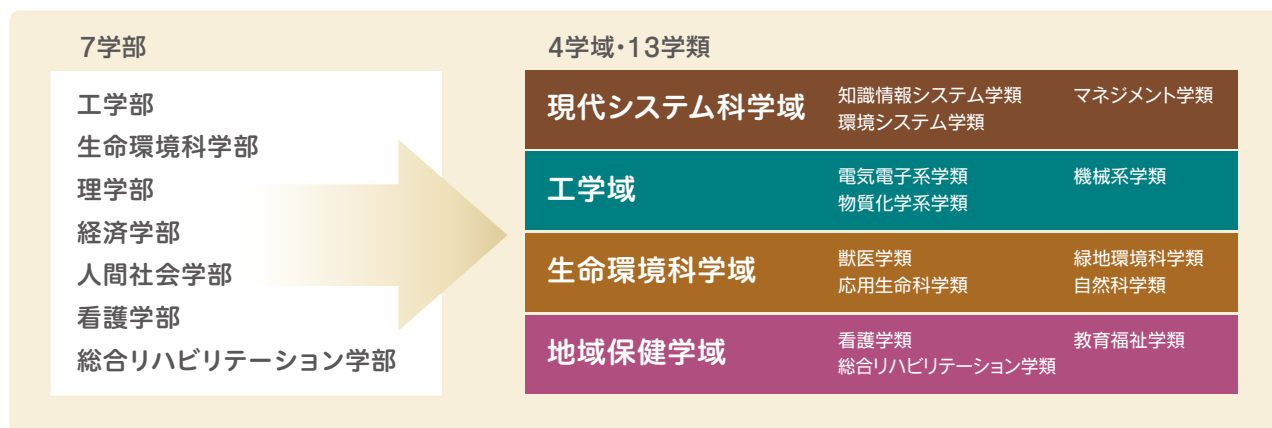 7学部
工学部
生命環境科学部
理学部
経済学部
人間社会学部
看護学部
総合リハビリテーション学部
4学域・13学類
現代システム科学域
知識情報システム学類 マネジメント学類
環境システム学類
工学域
電気電子系学類 機械系学類
物質化学系学類
生命環境科学域
獣医学類 緑地環境科学類
応用生命科学類 自然科学類
地域保健学域
看護学類 教育福祉学類
総合リハビリテーション学類